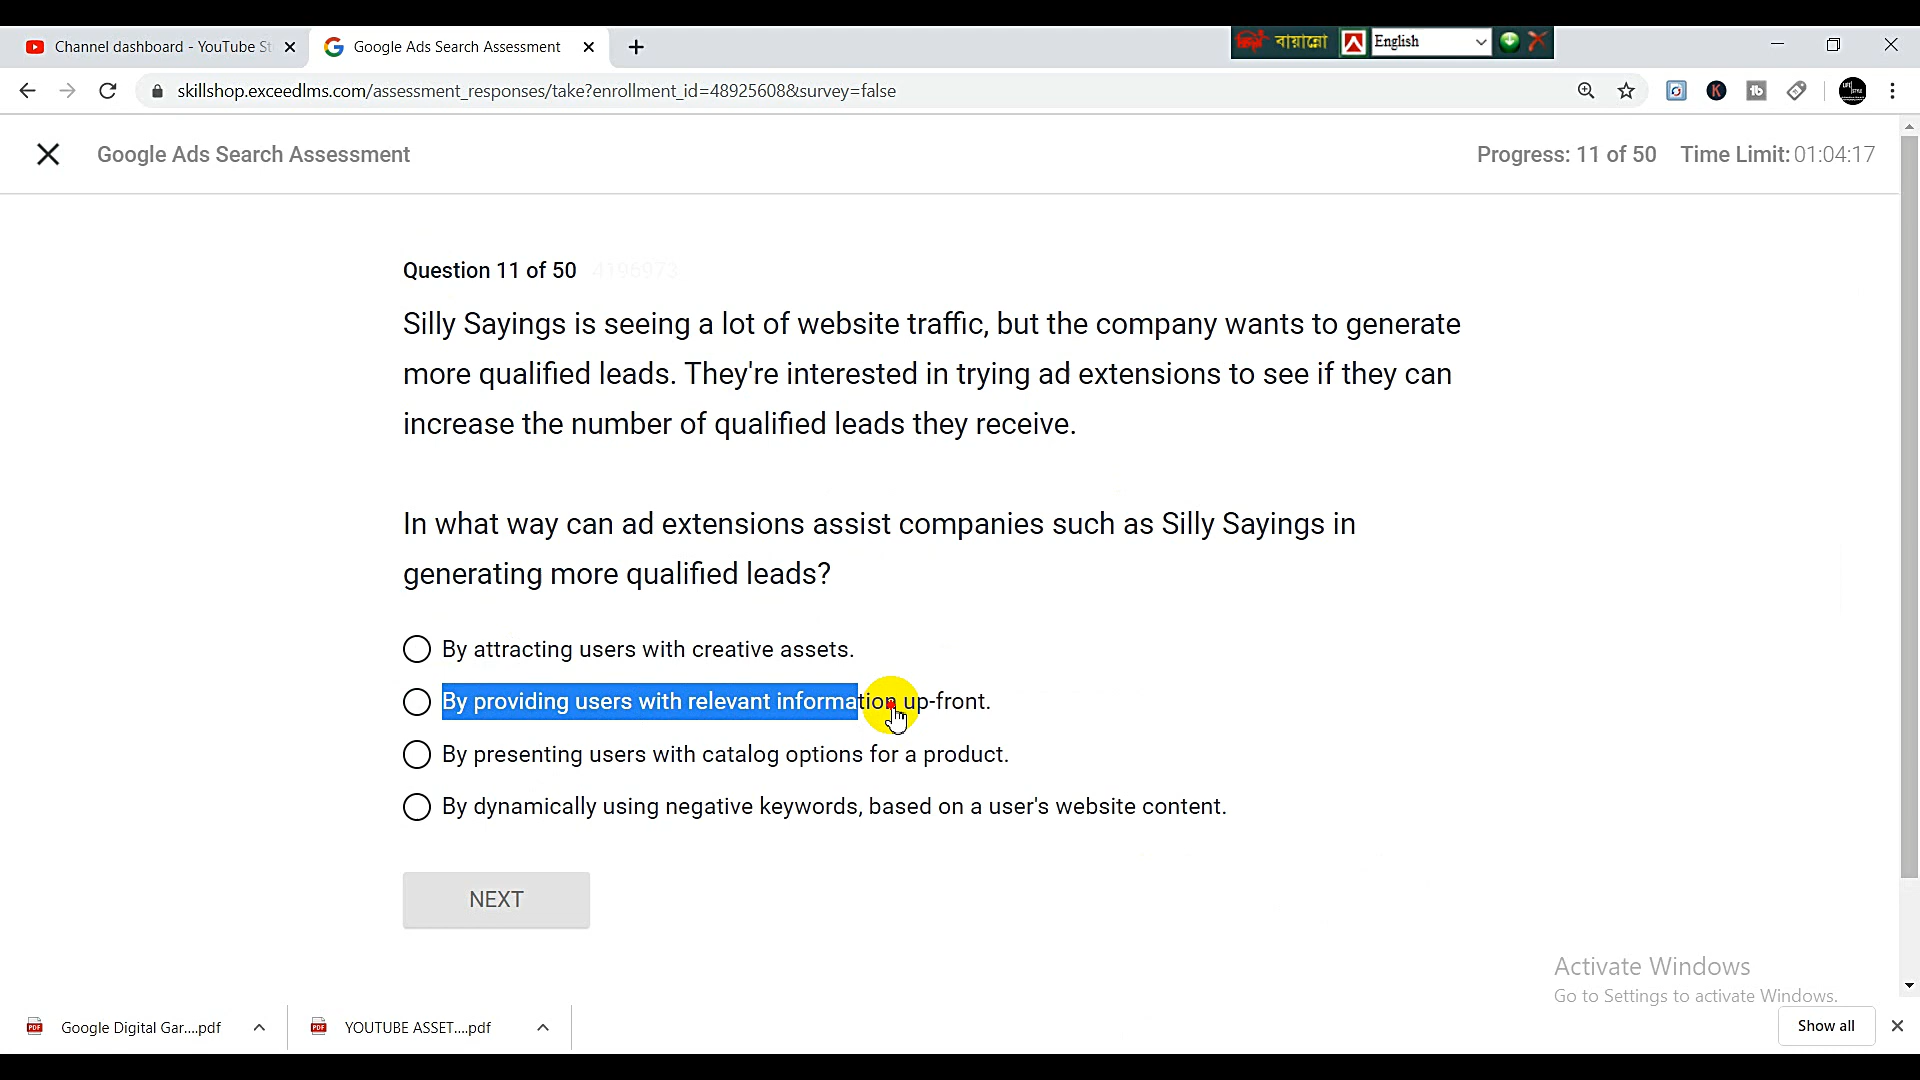 Channel dashboard - YouTube St
Google Ads Search Assessment
বায়ান্নো
English
skillshop.exceedlms.com/assessment_responses/take?enrollment_id=48925608&survey=false
Google Ads Search Assessment
Progress: 11 of 50 Time Limit: 01:04:17
Question 11 of 50 4196973
Silly Sayings is seeing a lot of website traffic, but the company wants to generate
more qualified leads. They're interested in trying ad extensions to see if they can
increase the number of qualified leads they receive.
In what way can ad extensions assist companies such as Silly Sayings in
generating more qualified leads?
By attracting users with creative assets.
By providing users with relevant information up-front.
By presenting users with catalog options for a product.
By dynamically using negative keywords, based on a user's website content.
NEXT
Activate Windows
Go to Settings to activate Windows.
PDF Google Digital Gar....pdf
PDF YOUTUBE ASSET....pdf
Show all